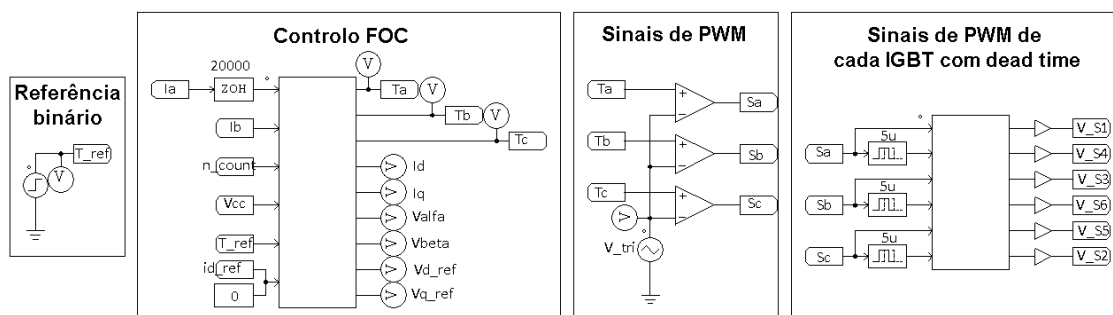 Referência
binário
T_ref
V
Controlo FOC
20000
Ia
ZOH
Ib
n_count
Vcc
T_ref
id_ref
0
V
Ta
V
Tb
V
Tc
V
Id
V
Iq
V
Valfa
V
Vbeta
V
Vd_ref
V
Vq_ref
Sinais de PWM
Ta
Sa
Tb
Sb
Tc
Sc
V
V_tri
Sinais de PWM de
cada IGBT com dead time
Sa
5u
Sb
5u
Sc
5u
V_S1
V_S4
V_S3
V_S6
V_S5
V_S2